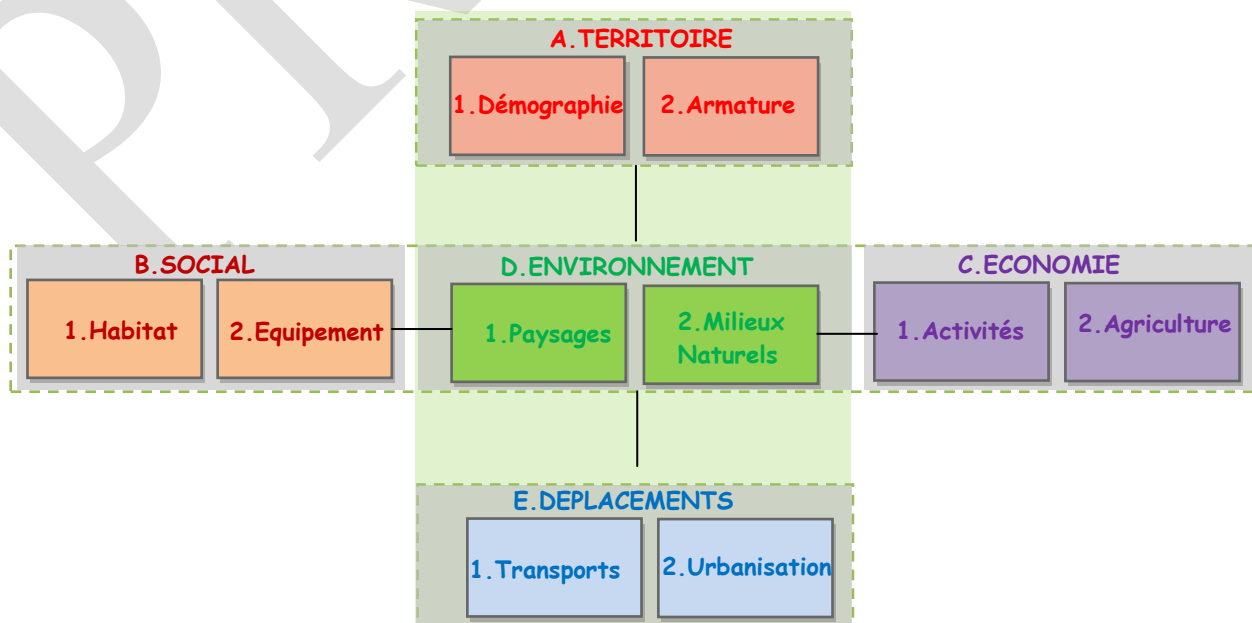 A.TERRITOIRE
1.Démographie
2.Armature
B.SOCIAL
1.Habitat
2.Equipement
D.ENVIRONNEMENT
1.Paysages
2.Milieux
Naturels
C.ECONOMIE
1.Activités
2.Agriculture
E.DEPLACEMENTS
1.Transports
2.Urbanisation